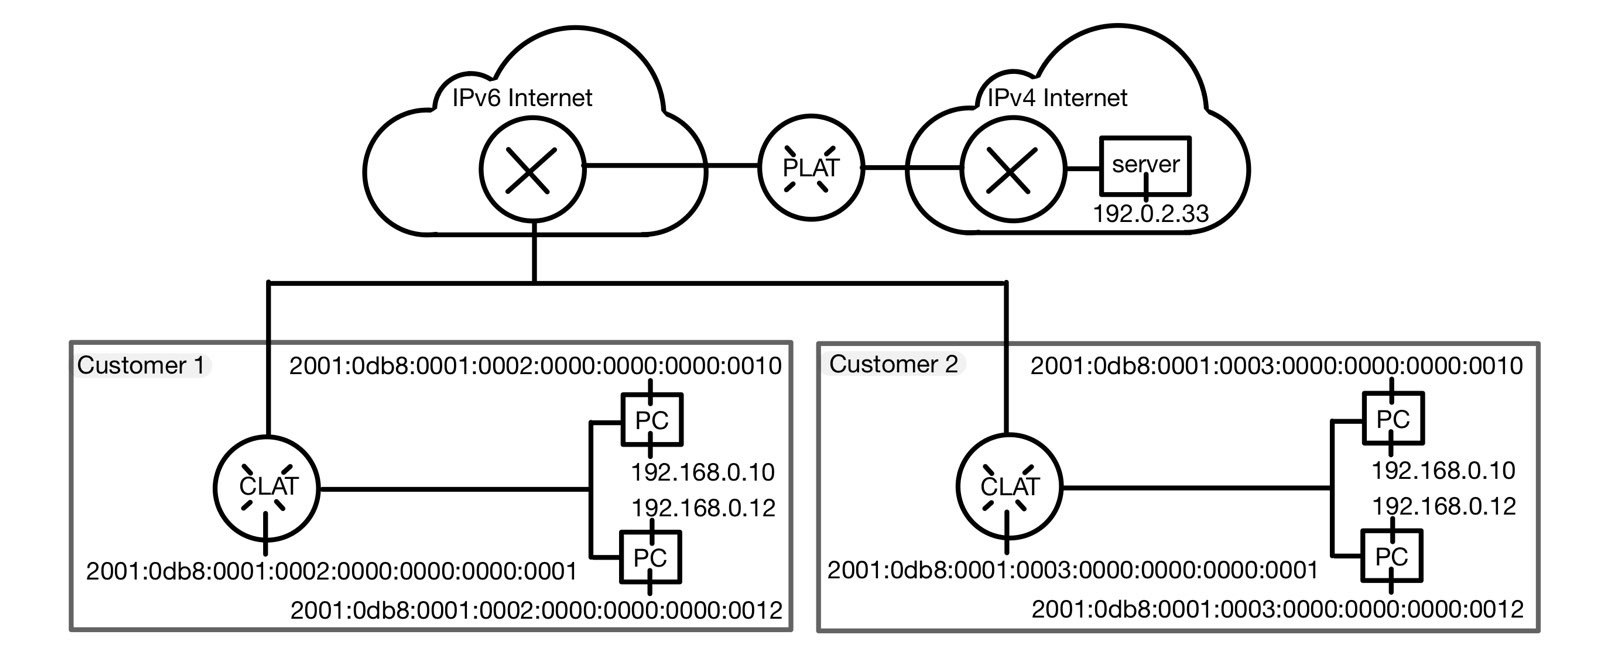 IPv6 Internet
IPv4 Internet
PLAT
server
192.0.2.33
Customer 1
2001:0db8:0001:0002:0000:0000:0000:0010
PC
192.168.0.10
CLAT
192.168.0.12
PC
2001:0db8:0001:0002:0000:0000:0000:0001
2001:0db8:0001:0002:0000:0000:0000:0012
Customer 2
2001:0db8:0001:0003:0000:0000:0000:0010
PC
192.168.0.10
CLAT
192.168.0.12
PC
2001:0db8:0001:0003:0000:0000:0000:0001
2001:0db8:0001:0003:0000:0000:0000:0012